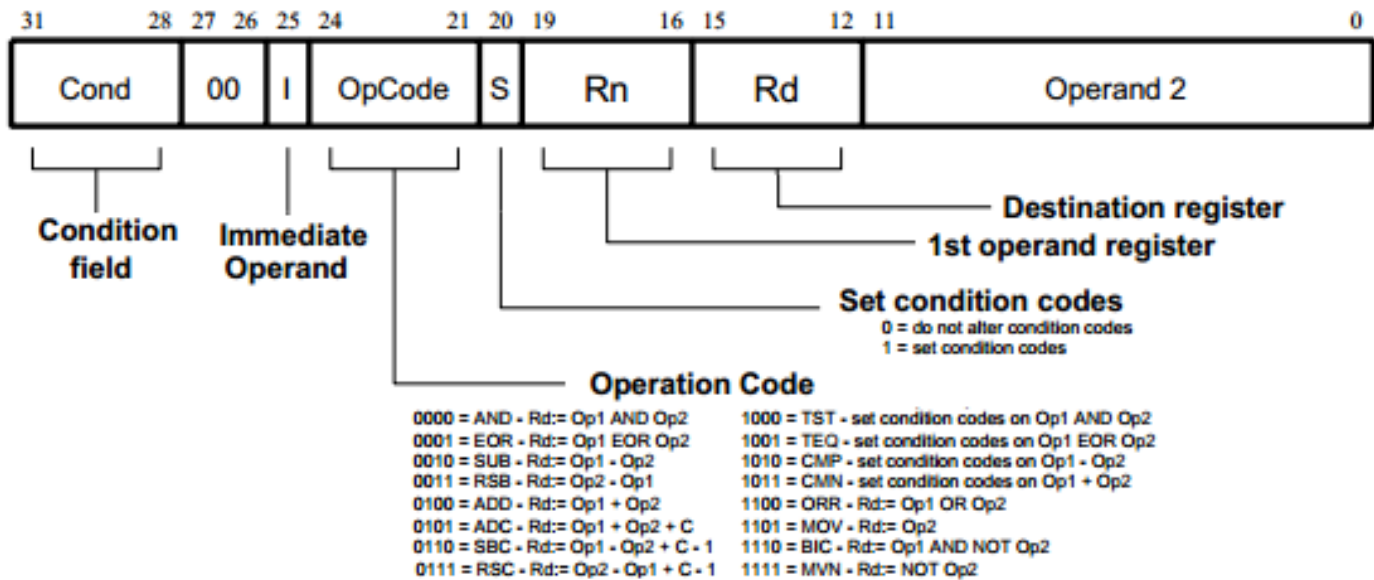 31 28 27 26 25 24 21 20 19 16 15 12 11 0
Cond 00 I OpCode S Rn Rd Operand 2
Destination register
Condition Immediate 1st operand register
field Operand
Set condition codes
0 = do not alter condition codes
1 = set condition codes
Operation Code
0000 = AND - Rd:= Op1 AND Op2 1000 = TST - set condition codes on Op1 AND Op2
0001 = EOR - Rd:= Op1 EOR Op2 1001 = TEQ - set condition codes on Op1 EOR Op2
0010 = SUB - Rd:= Op1 - Op2 1010 = CMP - set condition codes on Op1 - Op2
0011 = RSB - Rd:= Op2 - Op1 1011 = CMN - set condition codes on Op1 + Op2
0100 = ADD - Rd:= Op1 + Op2 1100 = ORR - Rd:= Op1 OR Op2
0101 = ADC - Rd:= Op1 + Op2 + C 1101 = MOV - Rd:= Op2
0110 = SBC - Rd:= Op1 - Op2 + C - 1 1110 = BIC - Rd:= Op1 AND NOT Op2
0111 = RSC - Rd:= Op2 - Op1 + C - 1 1111 = MVN - Rd:= NOT Op2